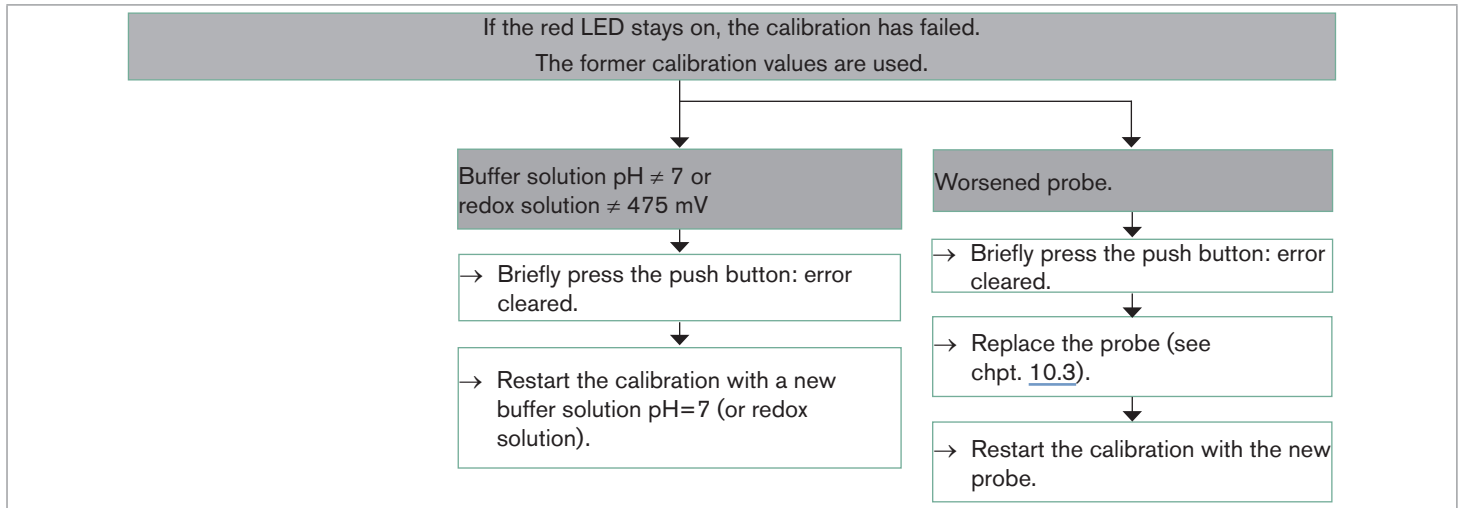 If the red LED stays on, the calibration has failed.
The former calibration values are used.
Buffer solution pH ≠ 7 or
redox solution ≠ 475 mV
→ Briefly press the push button: error
cleared.
→ Restart the calibration with a new
buffer solution pH=7 (or redox
solution).
Worsened probe.
→ Briefly press the push button: error
cleared.
→ Replace the probe (see
chpt. 10.3).
→ Restart the calibration with the new
probe.